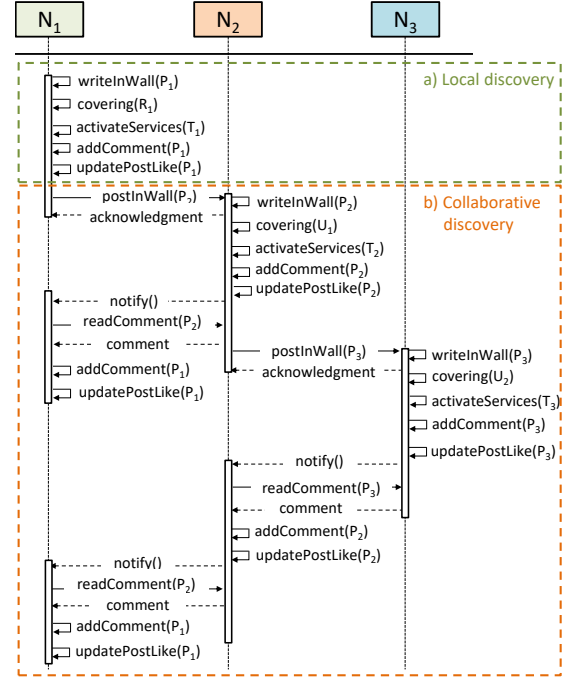 N₁ N₂ N₃
a) Local discovery
writeInWall(P₁)
covering(R₁)
activateServices(T₁)
addComment(P₁)
updatePostLike(P₁)
b) Collaborative
discovery
postInWall(P₂)
acknowledgment
writeInWall(P₂)
covering(U₁)
activateServices(T₂)
addComment(P₂)
updatePostLike(P₂)
notify()
readComment(P₂)
comment
addComment(P₁)
updatePostLike(P₁)
postInWall(P₃)
acknowledgment
writeInWall(P₃)
covering(U₂)
activateServices(T₃)
addComment(P₃)
updatePostLike(P₃)
notify()
readComment(P₃)
comment
addComment(P₂)
updatePostLike(P₂)
notify()
readComment(P₂)
comment
addComment(P₁)
updatePostLike(P₁)